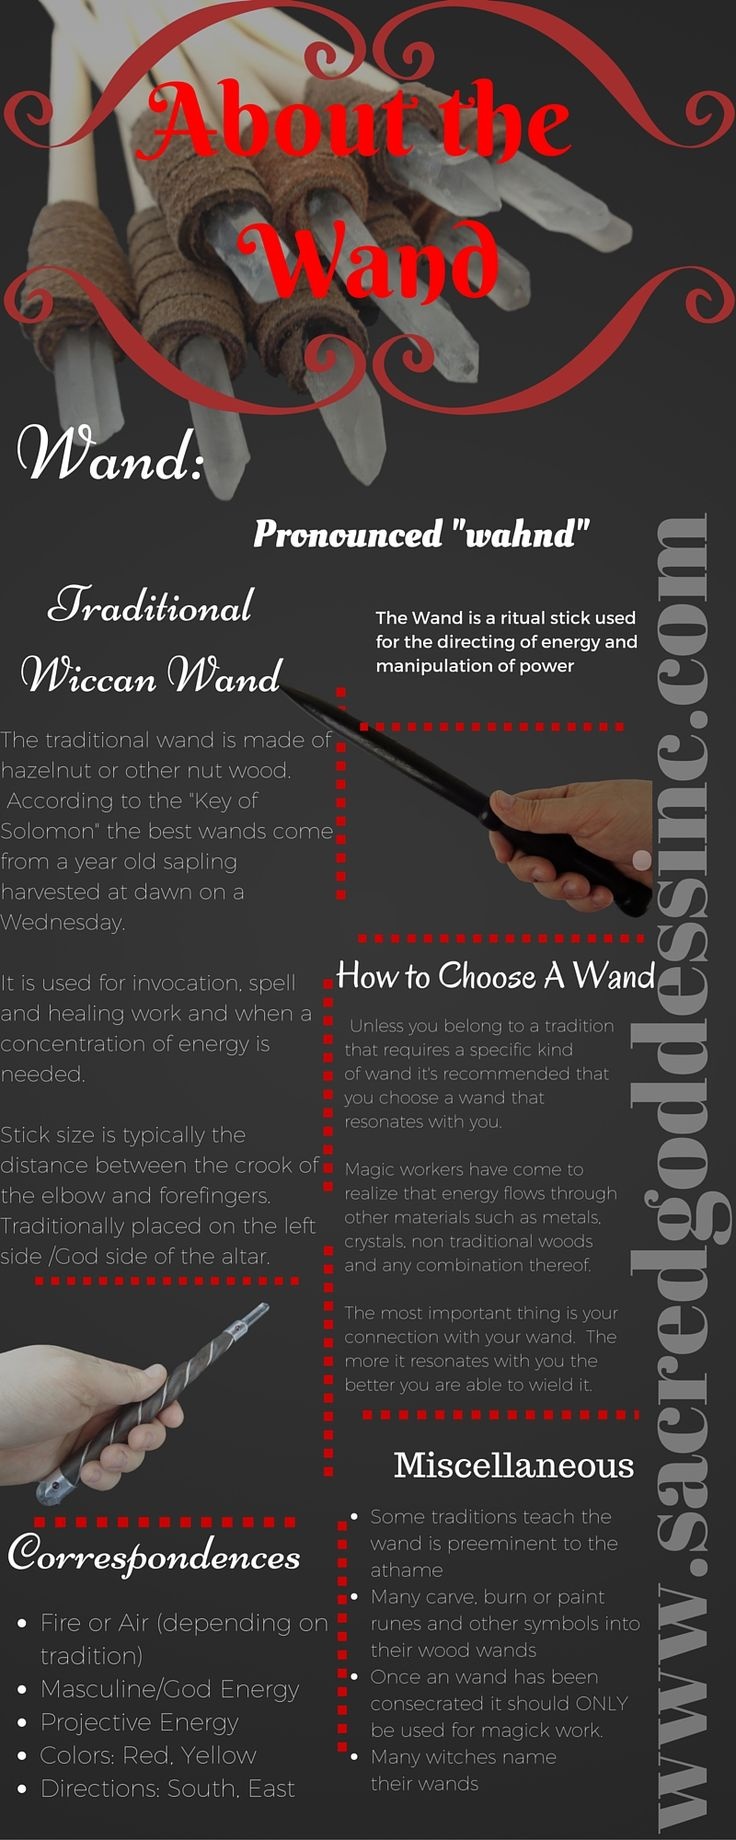 About the
Wand
Wand:
Pronounced "wahnd"
Traditional
Wiccan Wand
The Wand is a ritual stick used
for the directing of energy and
manipulation of power
The traditional wand is made of
hazelnut or other nut wood.
According to the "Key of
Solomon" the best wands come
from a year old sapling
harvested at dawn on a
Wednesday.
It is used for invocation, spell
and healing work and when a
concentration of energy is
needed.
Stick size is typically the
distance between the crook of
the elbow and forefingers.
Traditionally placed on the left
side /God side of the altar.
How to Choose A Wand
Unless you belong to a tradition
that requires a specific kind
of wand it's recommended that
you choose a wand that
resonates with you.
Magic workers have come to
realize that energy flows through
other materials such as metals,
crystals, non traditional woods
and any combination thereof.
The most important thing is your
connection with your wand. The
more it resonates with you the
better you are able to wield it.
Correspondences
• Fire or Air (depending on
tradition)
• Masculine/God Energy
• Projective Energy
• Colors: Red, Yellow
• Directions: South, East
Miscellaneous
• Some traditions teach the
wand is preeminent to the
athame
• Many carve, burn or paint
runes and other symbols into
their wood wands
• Once an wand has been
consecrated it should ONLY
be used for magick work.
• Many witches name
their wands
www.sacredgoddessinc.com